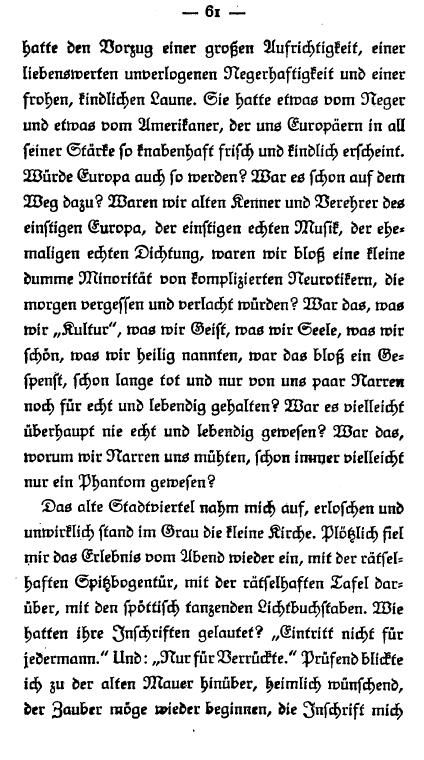 — 61 —
hatte den Vorzug einer großen Aufrichtigkeit, einer
liebenswerten unverlogenen Negerhaftigkeit und einer
frohen, kindlichen Laune. Sie hatte etwas vom Neger
und etwas vom Amerikaner, der uns Europäern in all
seiner Stärke so knabenhaft frisch und kindlich erscheint.
Würde Europa auch so werden? War es schon auf dem
Weg dazu? Waren wir alten Kenner und Verehrer des
einstigen Europa, der einstigen echten Musik, der ehe-
maligen echten Dichtung, waren wir bloß eine kleine
dumme Minorität von komplizierten Neurotikern, die
morgen vergessen und verlacht würden? War das, was
wir „Kultur“, was wir Geist, was wir Seele, was wir
schön, was wir heilig nannten, war das bloß ein Ge-
spenst, schon lange tot und nur von uns paar Narren
noch für echt und lebendig gehalten? War es vielleicht
überhaupt nie echt und lebendig gewesen? War das,
worum wir Narren uns mühten, schon immer vielleicht
nur ein Phantom gewesen?
Das alte Stadtviertel nahm mich auf, erloschen und
unwirklich stand im Grau die kleine Kirche. Plötzlich fiel
mir das Erlebnis vom Abend wieder ein, mit der rätsel-
haften Spitzbogentür, mit der rätselhaften Tafel dar-
über, mit den spöttisch tanzenden Lichtbuchstaben. Wie
hatten ihre Inschriften gelautet? „Eintritt nicht für
jedermann.“ Und: „Nur für Verrückte.“ Prüfend blickte
ich zu der alten Mauer hinüber, heimlich wünschend,
der Zauber möge wieder beginnen, die Inschrift mich